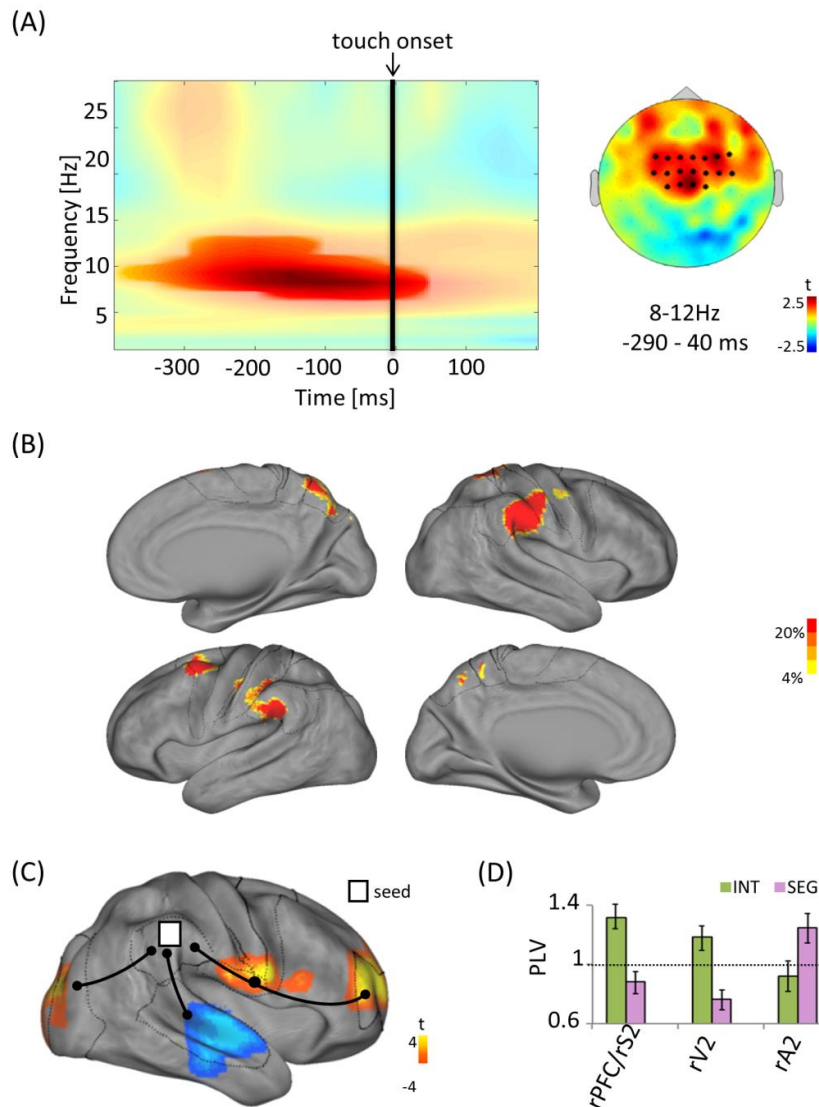 (A)
touch onset
25
20
15
10
5
Frequency [Hz]
-300 -200 -100 0 100
Time [ms]
t
2.5
-2.5
8-12Hz
-290 - 40 ms
(B)
20%
4%
(C)
seed
t
4
-4
(D)
INT SEG
1.4
1
0.6
PLV
rPFC/rS2
rV2
rA2